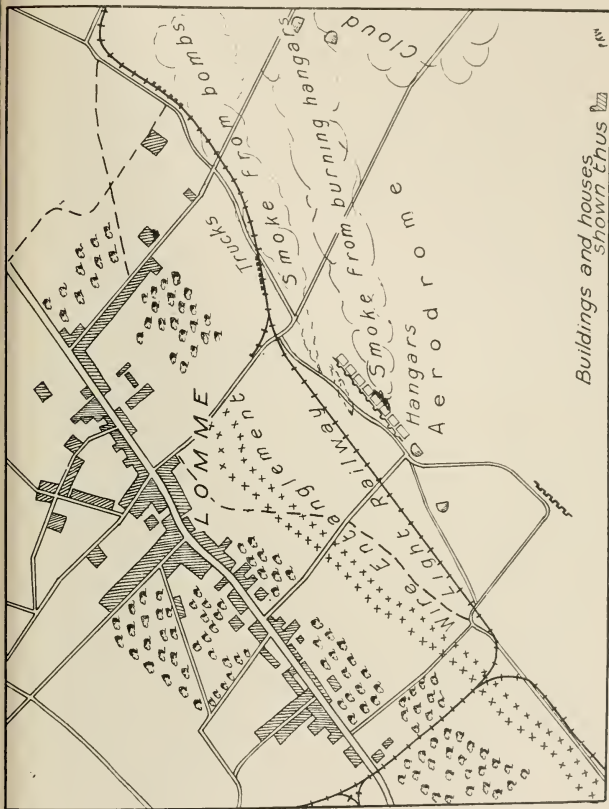 Cloud
Smoke from bombs
Trucks
Smoke from burning hangars
LOMME
Hangars
Aerodrome
Wire Entanglement
Light Railway
Buildings and houses
shown thus